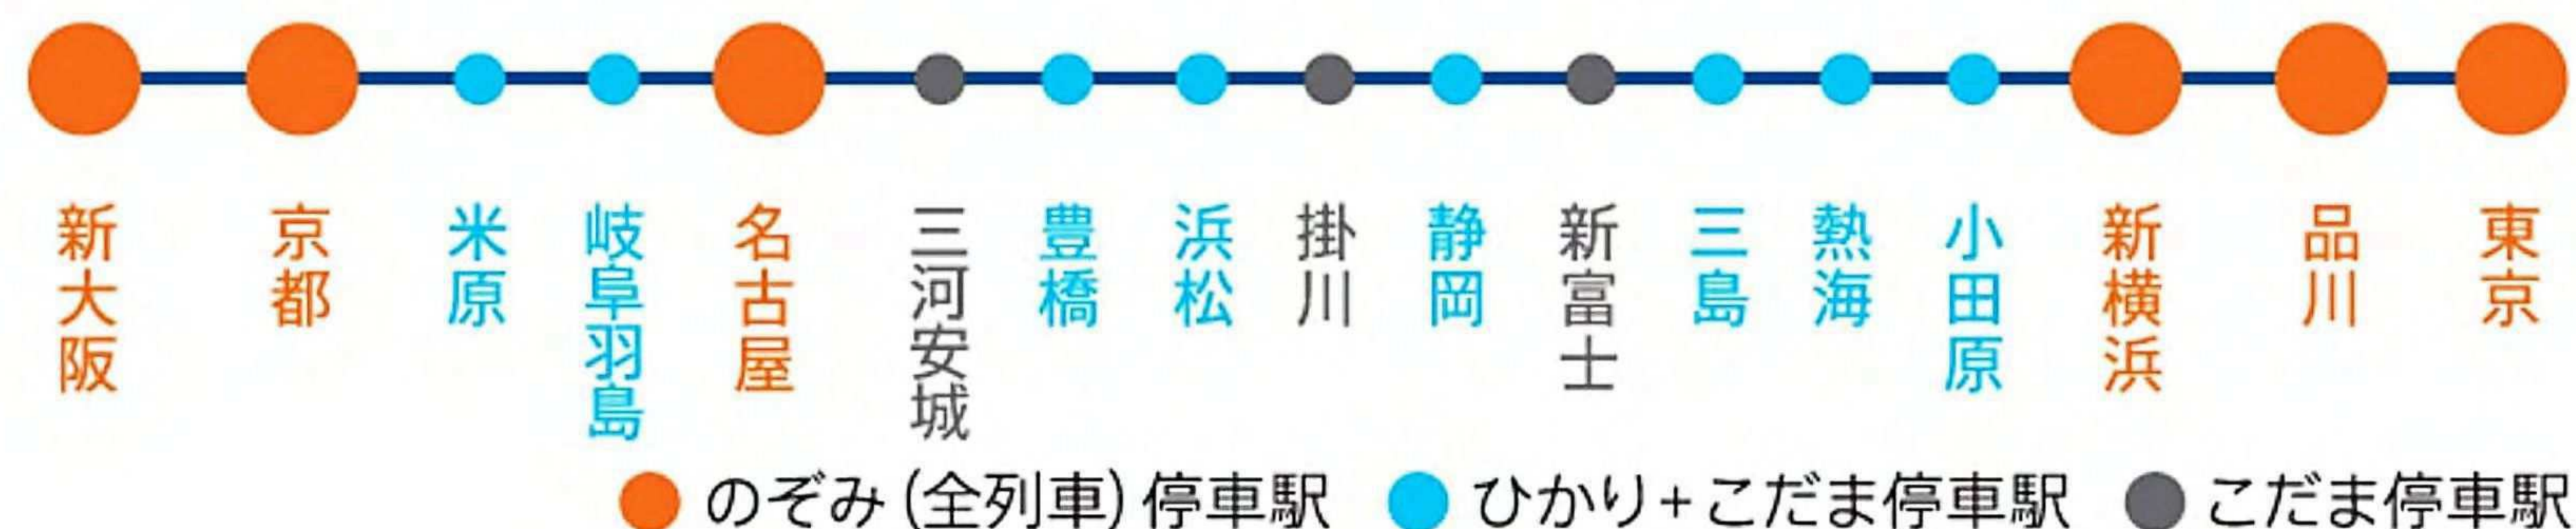 新大阪
京都
米原
岐阜羽島
名古屋
三河安城
豊橋
浜松
掛川
静岡
新富士
三島
熱海
小田原
新横浜
品川
東京
のぞみ(全列車)停車駅
ひかり+こだま停車駅
こだま停車駅